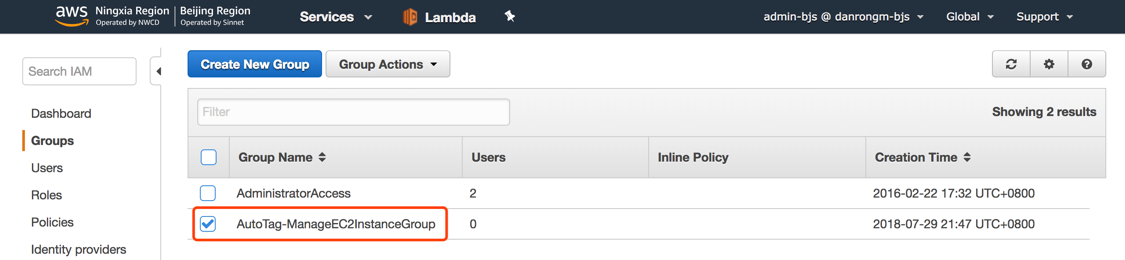 aws Ningxia Region Operated by NWCD Beijing Region Operated by Sinnet Services Lambda admin-bjs @ danrongm-bjs Global Support
Search IAM
Dashboard
Groups
Users
Roles
Policies
Identity providers
Create New Group Group Actions
Filter Showing 2 results
Group Name Users Inline Policy Creation Time
AdministratorAccess 2 2016-02-22 17:32 UTC+0800
AutoTag-ManageEC2InstanceGroup 0 2018-07-29 21:47 UTC+0800